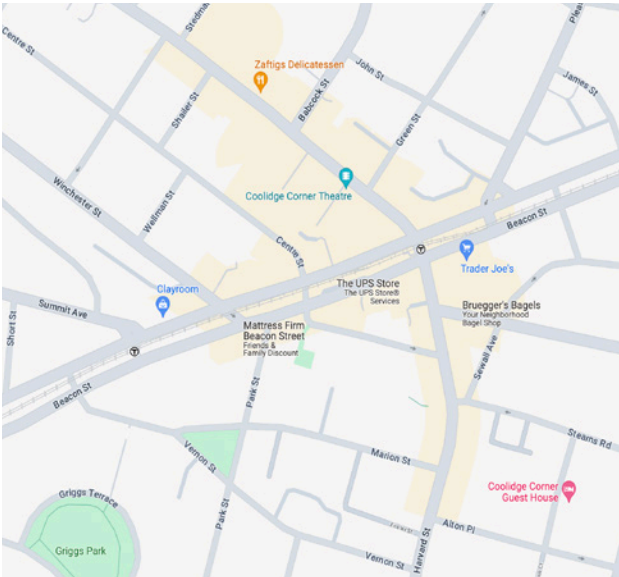 Stedma
Centre St
Zaftigs Delicatessen
John St
Plea
James St
Shailer St
Babcock St
Green St
Winchester St
Wellman St
Coolidge Corner Theatre
Beacon St
Centre St
Trader Joe's
Clayroom
The UPS Store
The UPS Store®
Services
Summit Ave
Short St
Bruegger's Bagels
Your Neighborhood
Bagel Shop
Mattress Firm
Beacon Street
Friends &
Family Discount
Sewall Ave
Beacon St
Park St
Stearns Rd
Vernon St
Marion St
Coolidge Corner
Guest House
Griggs Terrace
Park St
Harvard St
Alton Pl
Griggs Park
Vernon St